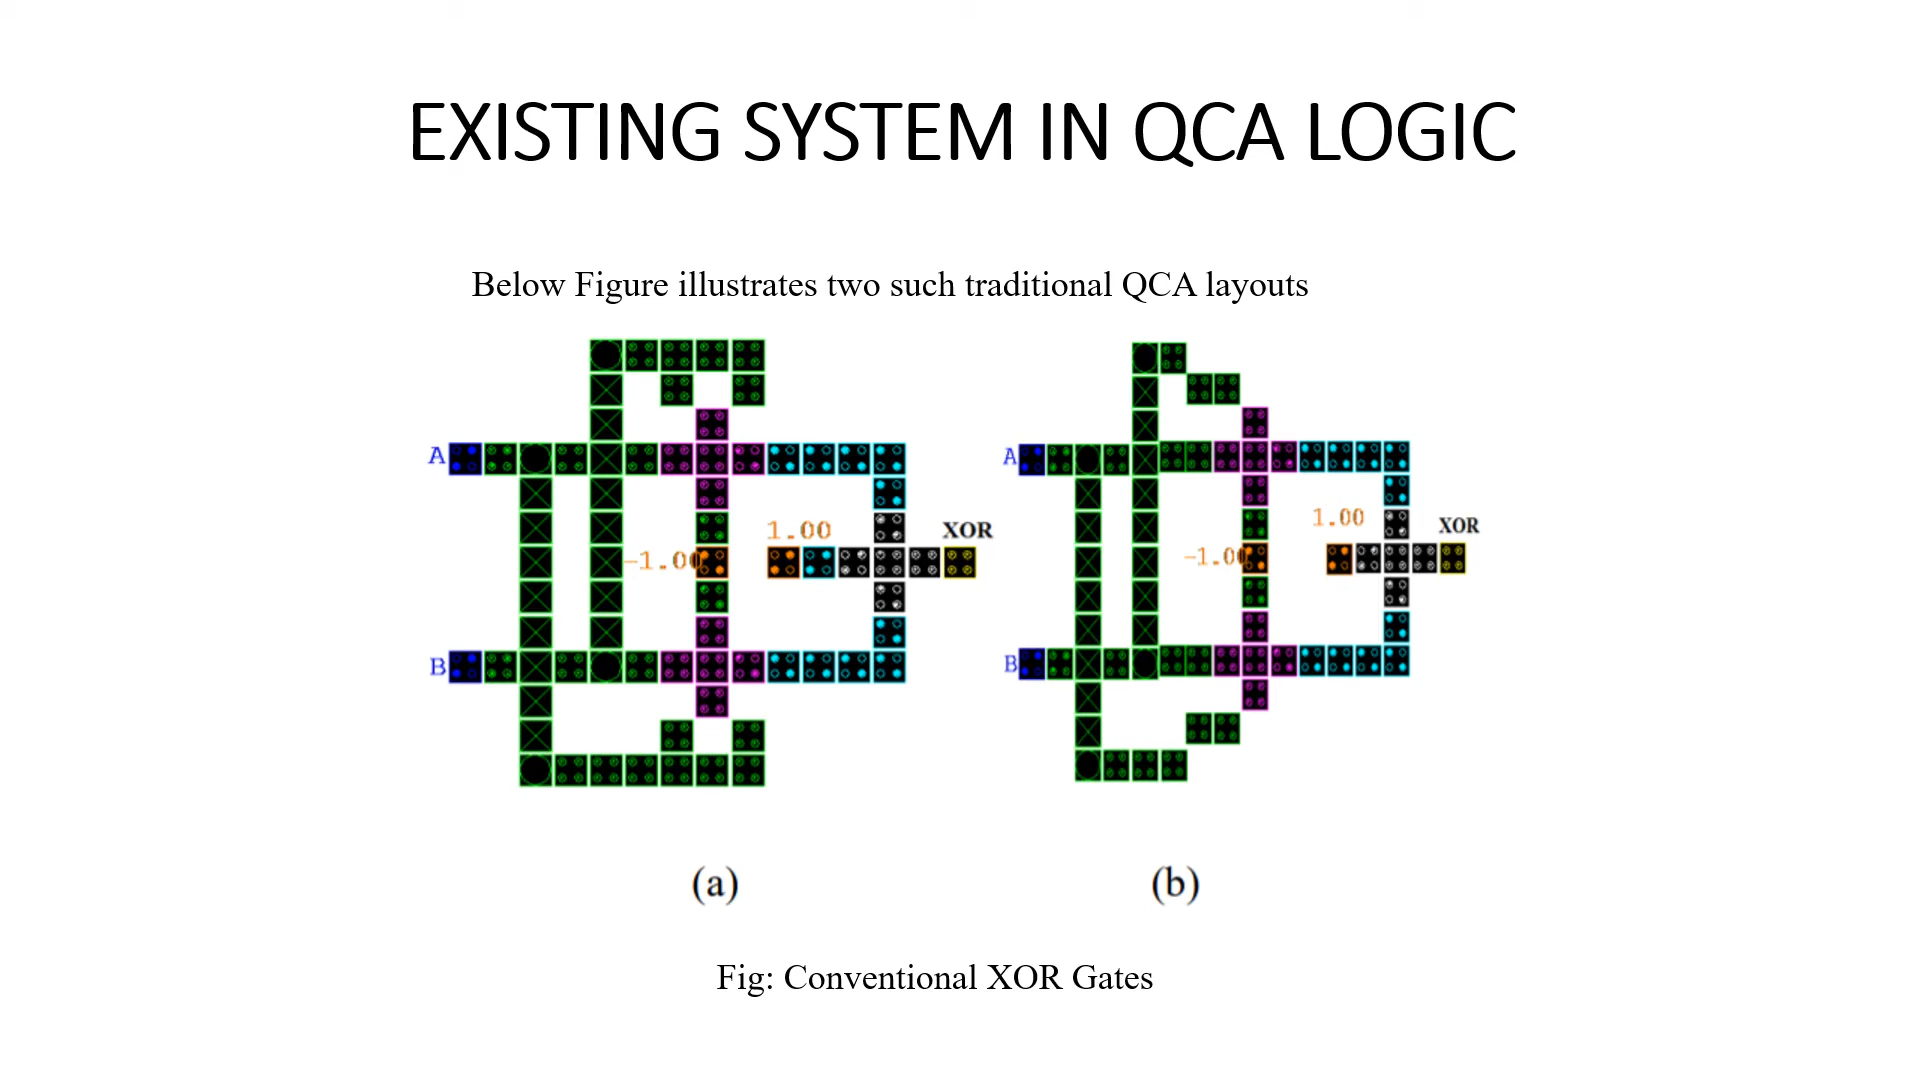 EXISTING SYSTEM IN QCA LOGIC
Below Figure illustrates two such traditional QCA layouts
A
1.00
XOR
-1.00
B
A
1.00
XOR
-1.00
B
(a)
(b)
Fig: Conventional XOR Gates